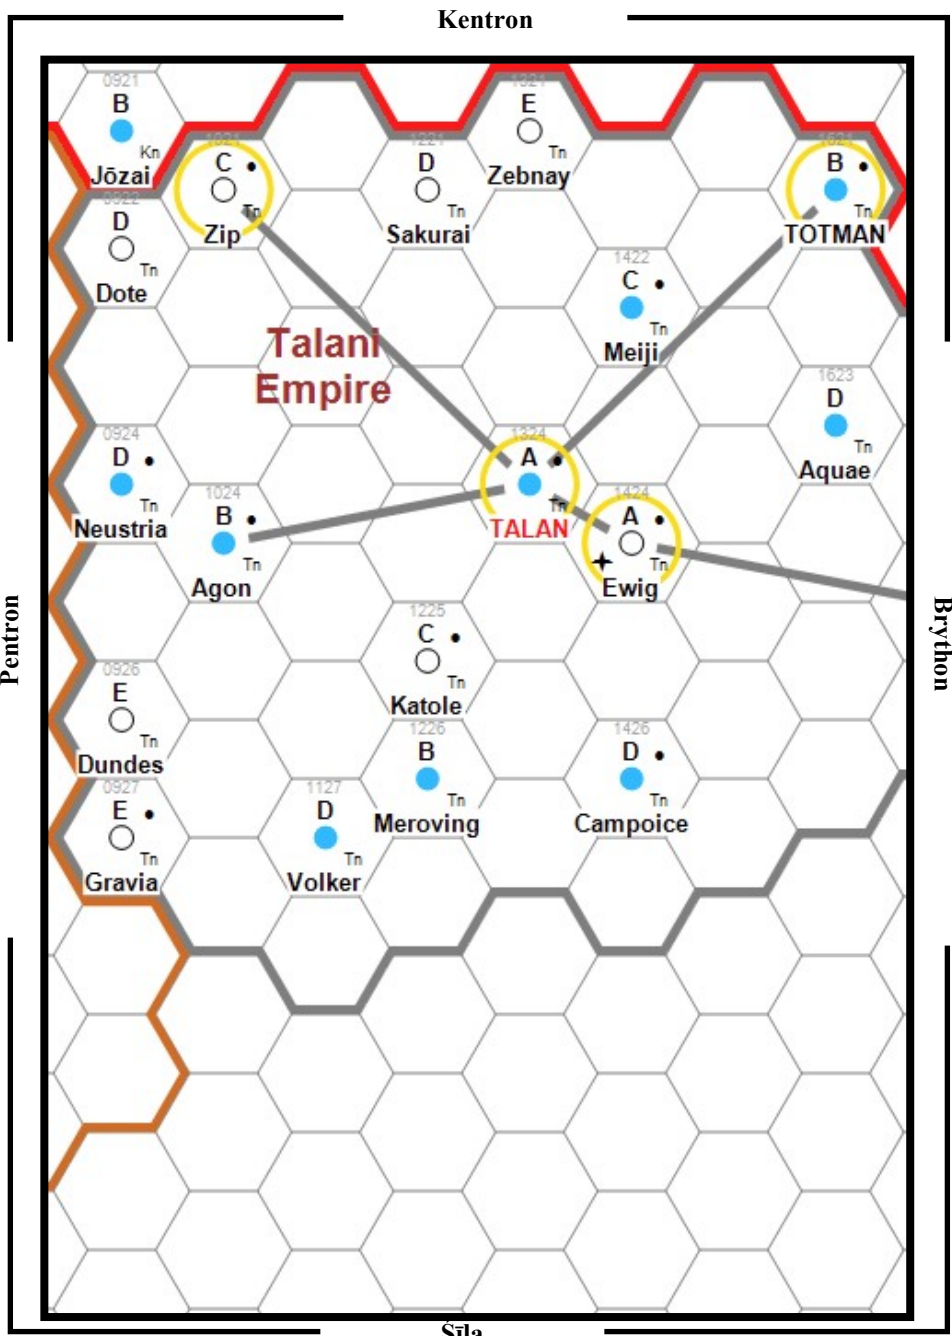 Kentron
0921
B
Kn
Jōzai
1021
C
Tn
Zip
1221
D
Tn
Sakurai
1321
E
Tn
Zebnay
1621
B
Tn
TOTMAN
0922
D
Tn
Dote
1422
C
Tn
Meiji
Talani
Empire
1623
D
Tn
Aquae
0924
D
Tn
Neustria
1024
B
Tn
Agon
1324
A
Tn
TALAN
1424
A
Tn
Ewig
Pentron
Brython
1225
C
Tn
Katole
0926
E
Tn
Dundes
1226
B
Tn
Meroving
1426
D
Tn
Campoice
0927
E
Tn
Gravia
1127
D
Tn
Volker
Śīla